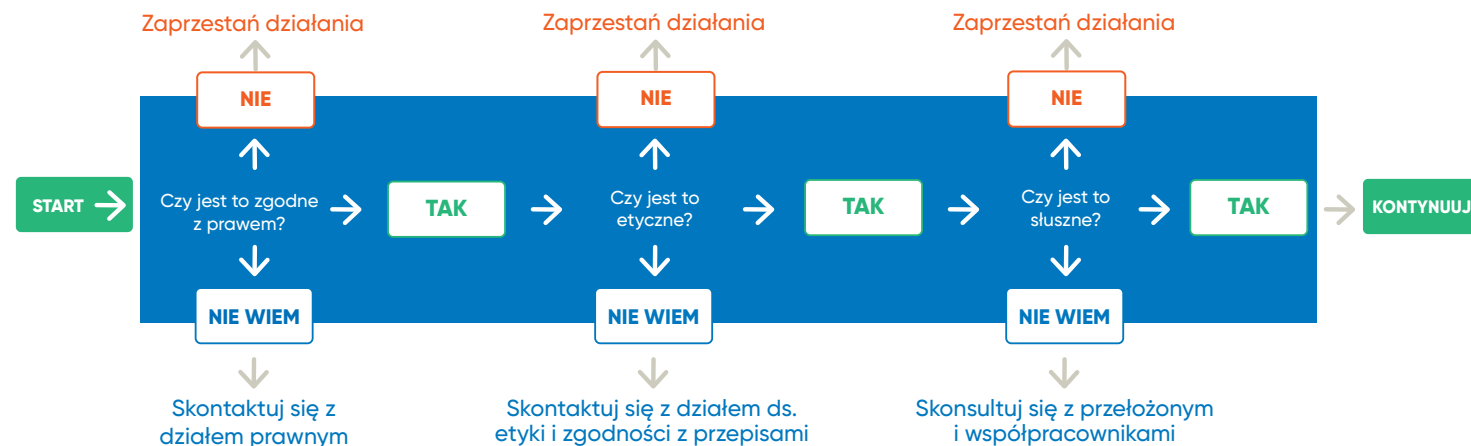 Zaprzestań działania
Zaprzestań działania
Zaprzestań działania
NIE
NIE
NIE
START
Czy jest to zgodne
z prawem?
TAK
Czy jest to
etyczne?
TAK
Czy jest to
słuszne?
TAK
KONTYNUUJ
NIE WIEM
NIE WIEM
NIE WIEM
Skontaktuj się z
działem prawnym
Skontaktuj się z działem ds.
etyki i zgodności z przepisami
Skonsultuj się z przełożonym
i współpracownikami